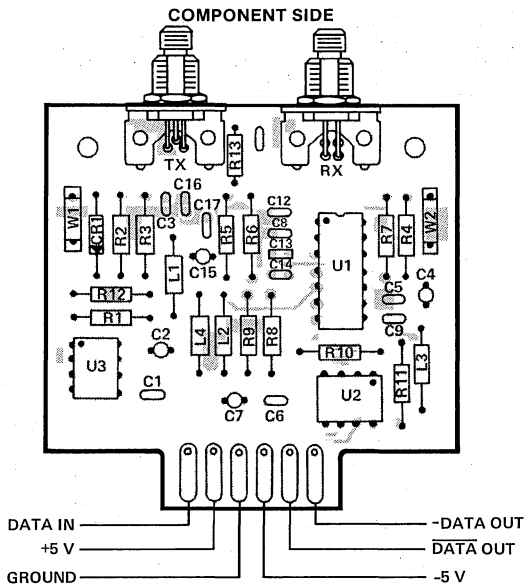 COMPONENT SIDE
TX
RX
R13
C16
C3
C17
C12
C8
C13
C14
W1
CR1
R2
R3
R5
R6
U1
R7
R4
W2
L1
C15
C5
C4
C9
R12
R1
C2
L4
L2
R9
R8
R10
R11
L3
U3
C1
C7
C6
U2
DATA IN
-DATA OUT
+5 V
DATA OUT
GROUND
-5 V